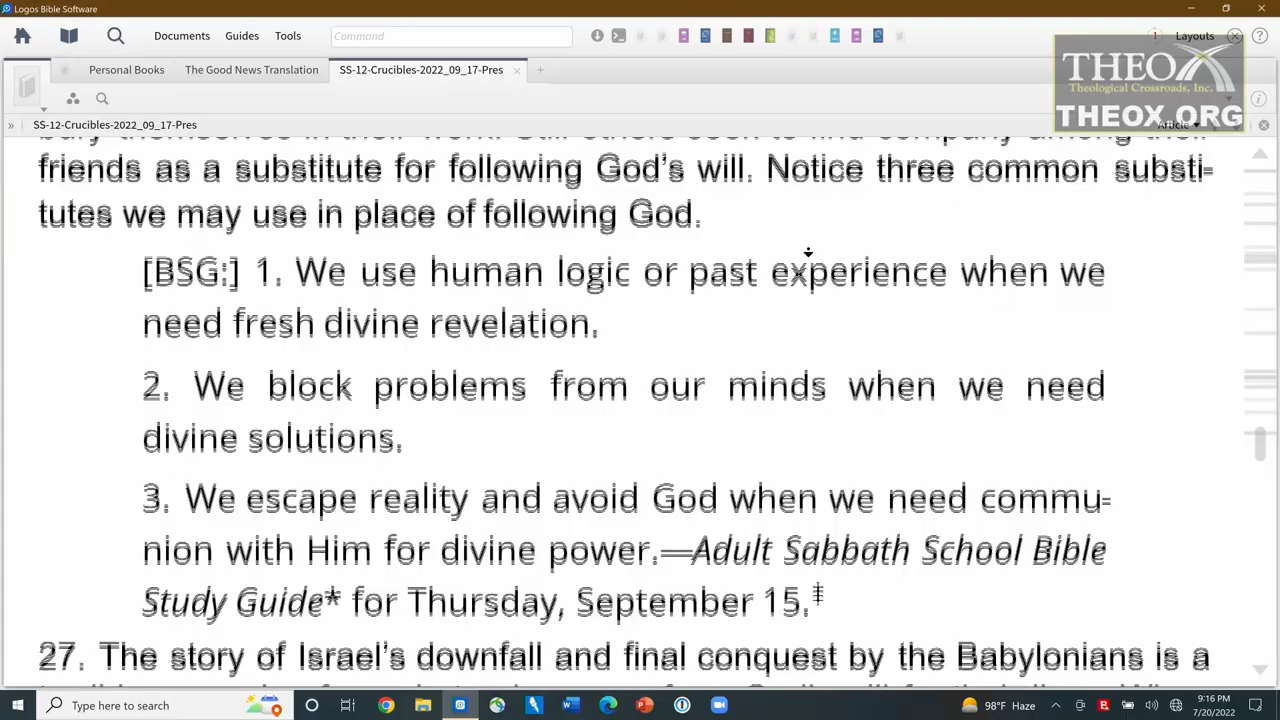 Logos Bible Software
Documents Guides Tools Command Layouts
THEOX
Theological Crossroads, Inc.
THEOX.ORG
Personal Books The Good News Translation SS-12-Crucibles-2022_09_17-Pres
SS-12-Crucibles-2022_09_17-Pres Article
friends as a substitute for following God's will. Notice three common substi-
tutes we may use in place of following God.
[BSG:] 1. We use human logic or past experience when we
need fresh divine revelation.
2. We block problems from our minds when we need
divine solutions.
3. We escape reality and avoid God when we need commu-
nion with Him for divine power.—Adult Sabbath School Bible
Study Guide* for Thursday, September 15.‡
27. The story of Israel's downfall and final conquest by the Babylonians is a
Type here to search
98°F Haze
9:16 PM
7/20/2022